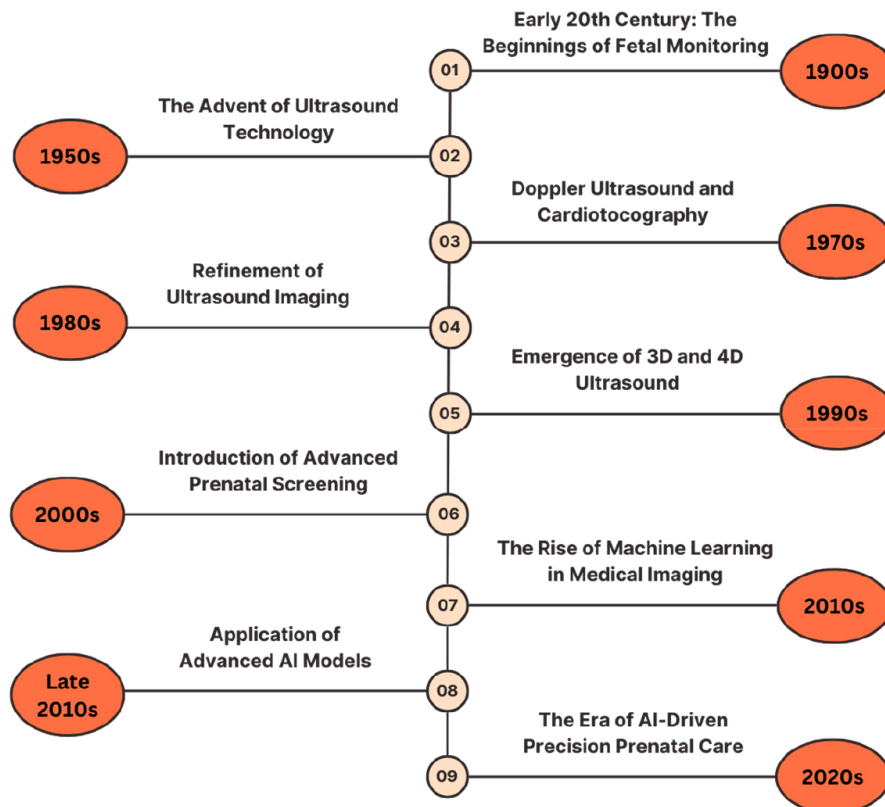 Early 20th Century: The
Beginnings of Fetal Monitoring
01
1900s
The Advent of Ultrasound
Technology
1950s
02
Doppler Ultrasound and
Cardiotocography
03
1970s
Refinement of
Ultrasound Imaging
1980s
04
Emergence of 3D and 4D
Ultrasound
05
1990s
Introduction of Advanced
Prenatal Screening
2000s
06
The Rise of Machine Learning
in Medical Imaging
07
2010s
Application of
Advanced AI Models
Late
2010s
08
The Era of AI-Driven
Precision Prenatal Care
09
2020s